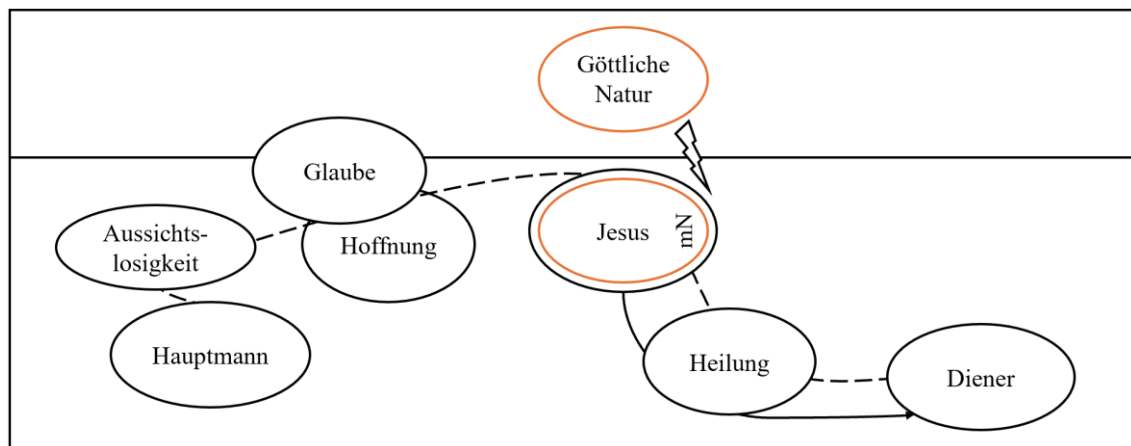 Göttliche
Natur
Glaube
Jesus
mN
Aussichts-
losigkeit
Hoffnung
Hauptmann
Heilung
Diener